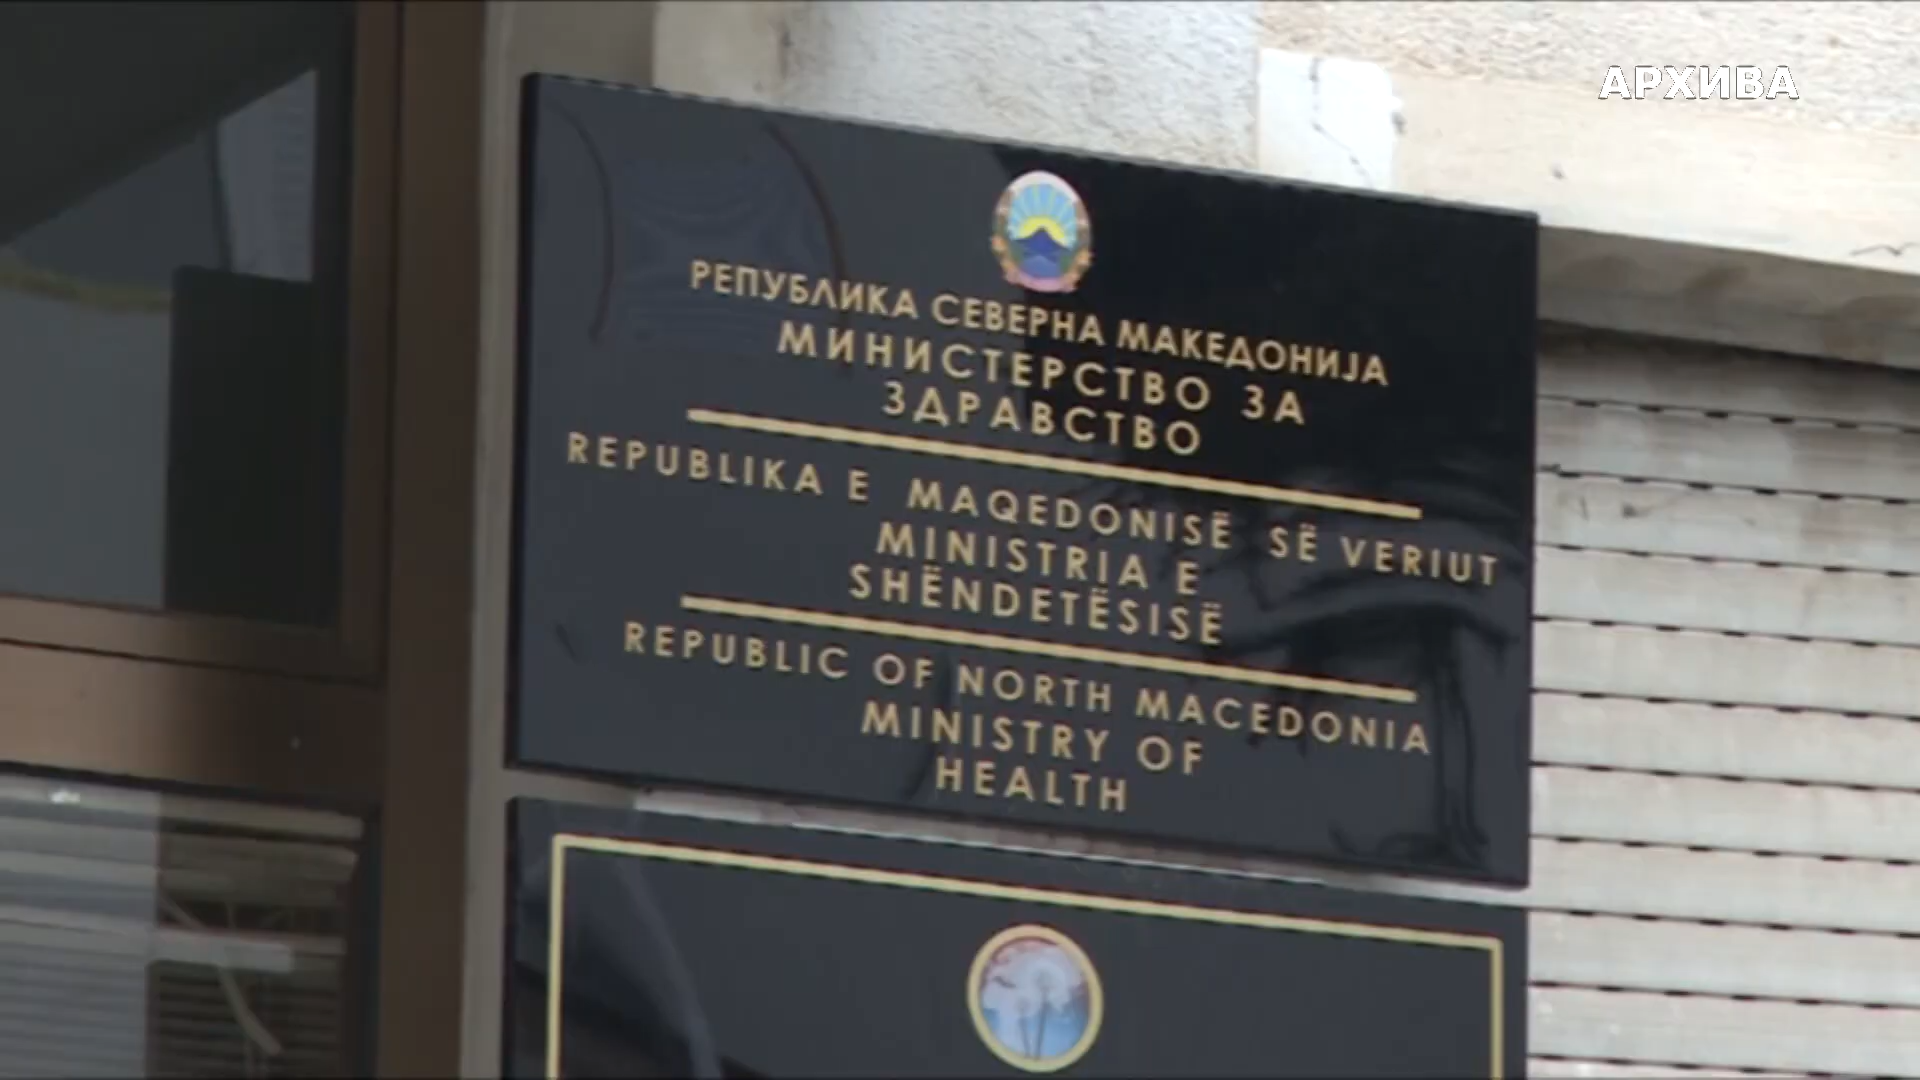 АРХИВА
РЕПУБЛИКА СЕВЕРНА МАКЕДОНИЈА
МИНИСТЕРСТВО ЗА
ЗДРАВСТВО
REPUBLIKA E MAQEDONISË SË VERIUT
MINISTRIA E
SHËNDETËSISË
REPUBLIC OF NORTH MACEDONIA
MINISTRY OF
HEALTH